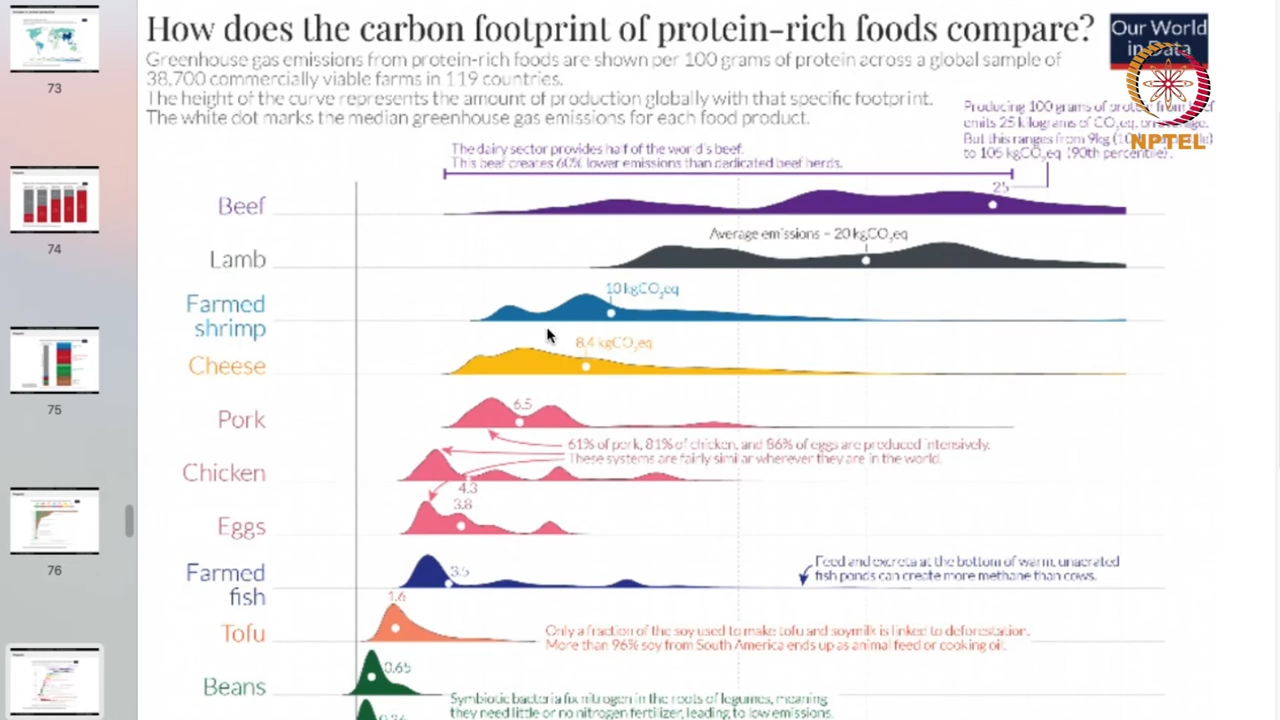 How does the carbon footprint of protein-rich foods compare?
Our World
in Data
Greenhouse gas emissions from protein-rich foods are shown per 100 grams of protein across a global sample of
38,700 commercially viable farms in 119 countries.
The height of the curve represents the amount of production globally with that specific footprint.
The white dot marks the median greenhouse gas emissions for each food product.
Producing 100 grams of protein from
emits 25 kilograms of CO₂eq, on average.
But this ranges from 9kg
to 105 kgCO₂eq (90th percentile).
NPTEL
The dairy sector provides half of the world's beef.
This beef creates 60% lower emissions than dedicated beef herds.
25
Beef
Average emissions = 20 kgCO₂eq
Lamb
10 kgCO₂eq
Farmed
shrimp
8.4 kgCO₂eq
Cheese
6.5
Pork
61% of pork, 81% of chicken, and 86% of eggs are produced intensively.
These systems are fairly similar wherever they are in the world.
Chicken
4.3
3.8
Eggs
Feed and excreta at the bottom of warm, unaerated
fish ponds can create more methane than cows.
3.5
Farmed
fish
1.6
Tofu
Only a fraction of the soy used to make tofu and soymilk is linked to deforestation.
More than 96% soy from South America ends up as animal feed or cooking oil.
0.65
Beans
Symbiotic bacteria fix nitrogen in the roots of legumes, meaning
they need little or no nitrogen fertilizer, leading to low emissions.
73
74
75
76